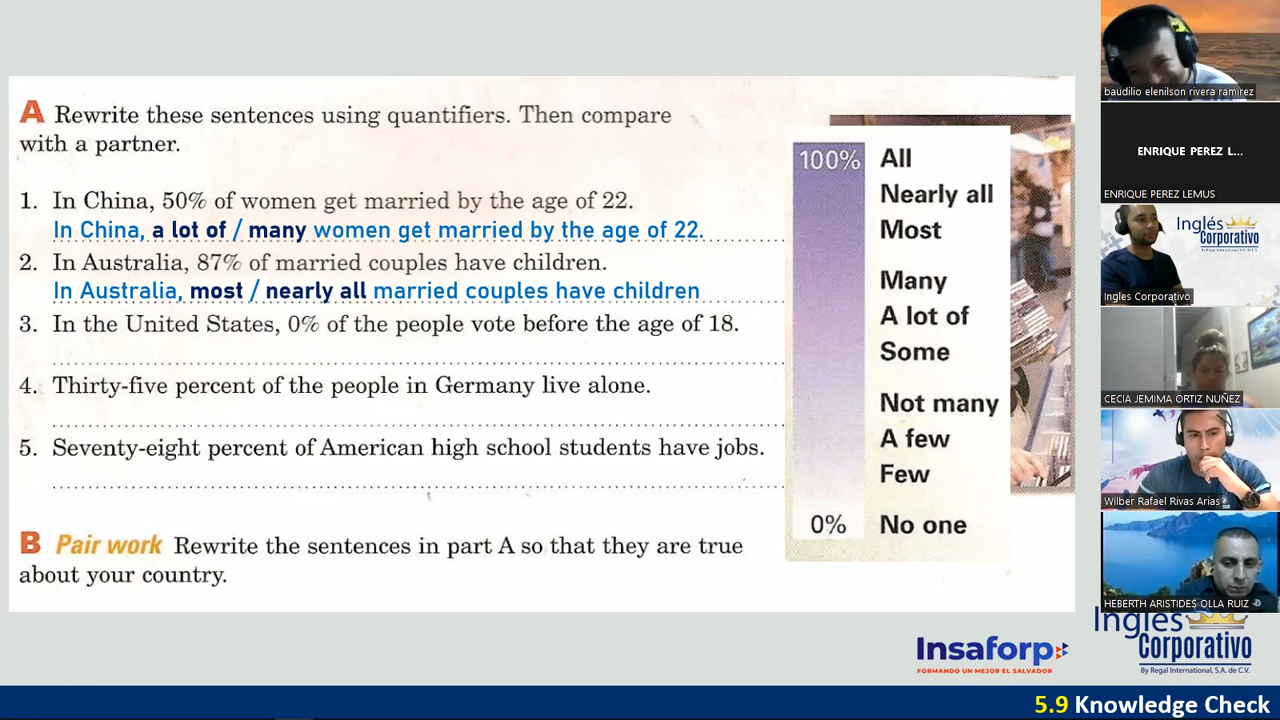 A Rewrite these sentences using quantifiers. Then compare
with a partner.
1. In China, 50% of women get married by the age of 22.
In China, a lot of / many women get married by the age of 22.
2. In Australia, 87% of married couples have children.
In Australia, most / nearly all married couples have children
3. In the United States, 0% of the people vote before the age of 18.
4. Thirty-five percent of the people in Germany live alone.
5. Seventy-eight percent of American high school students have jobs.
B Pair work Rewrite the sentences in part A so that they are true
about your country.
100% All
Nearly all
Most
Many
A lot of
Some
Not many
A few
Few
0% No one
baudilio elenilson rivera ramirez
ENRIQUE PEREZ L...
ENRIQUE PEREZ LEMUS
Inglés
Corporativo
Ingles Corporativo
CECIA JEMIMA ORTIZ NUÑEZ
Wilber Rafael Rivas Arias
HEBERTH ARISTIDES OLLA RUIZ
Insaforp
FORMANDO UN MEJOR EL SALVADOR
Inglés
Corporativo
By Regal International, S.A. de C.V.
5.9 Knowledge Check